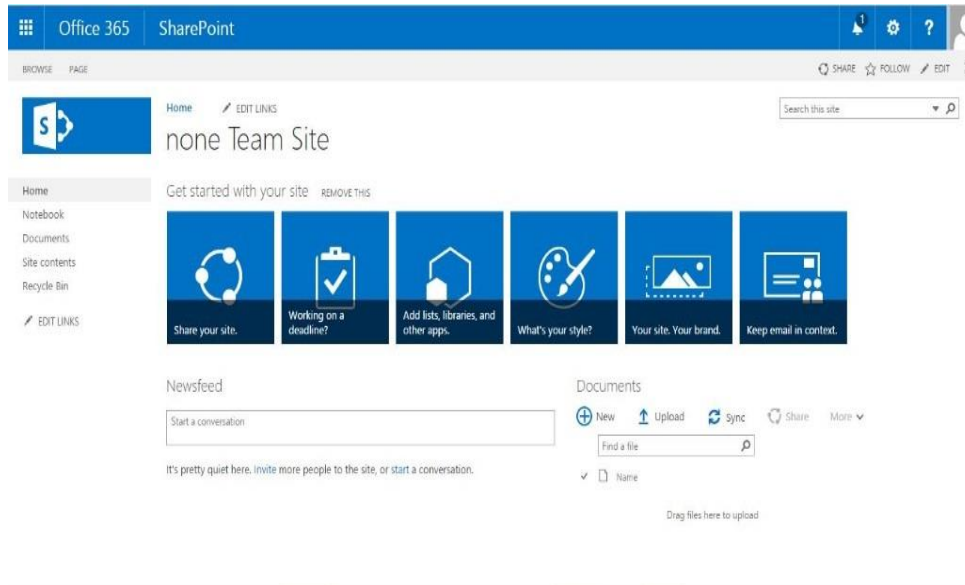 Office 365 SharePoint 1 ?
BROWSE PAGE SHARE FOLLOW EDIT
S
Home EDIT LINKS
Search this site
none Team Site
Home
Notebook
Documents
Site contents
Recycle Bin
EDIT LINKS
Get started with your site REMOVE THIS
Share your site.
Working on a
deadline?
Add lists, libraries, and
other apps.
What's your style?
Your site. Your brand.
Keep email in context.
Newsfeed
Start a conversation
It's pretty quiet here. Invite more people to the site, or start a conversation.
Documents
New Upload Sync Share More
Find a file
Name
Drag files here to upload